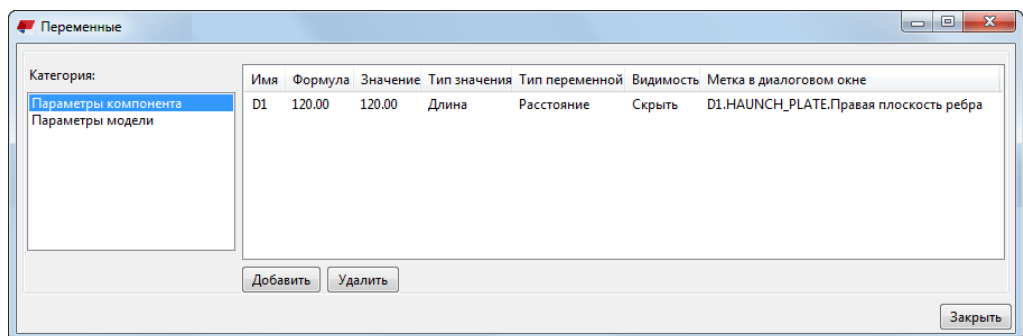 Переменные
Категория:
Параметры компонента
Параметры модели
Имя Формула Значение Тип значения Тип переменной Видимость Метка в диалоговом окне
D1 120.00 120.00 Длина Расстояние Скрыть D1.HAUNCH_PLATE.Правая плоскость ребра
Добавить Удалить
Закрыть